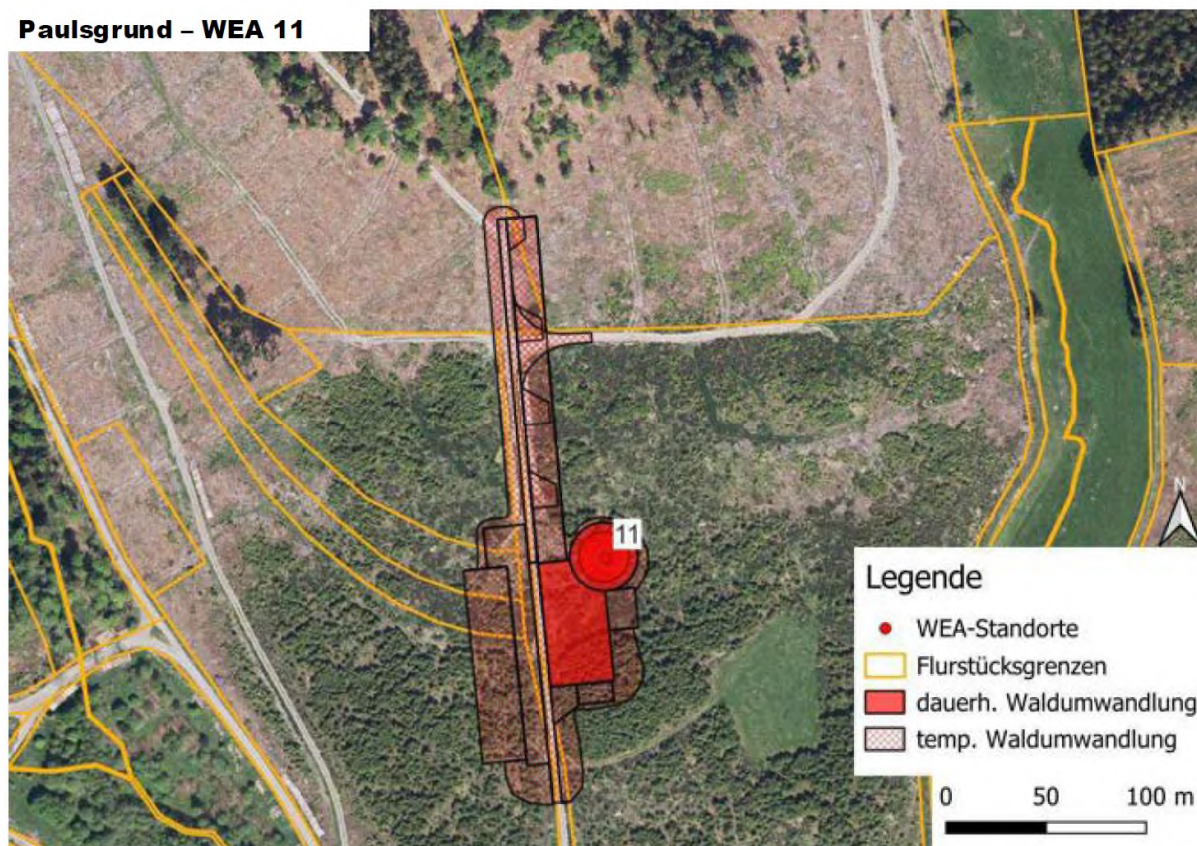 Paulsgrund – WEA 11
11
N
Legende
WEA-Standorte
Flurstücksgrenzen
dauerh. Waldumwandlung
temp. Waldumwandlung
0 50 100 m